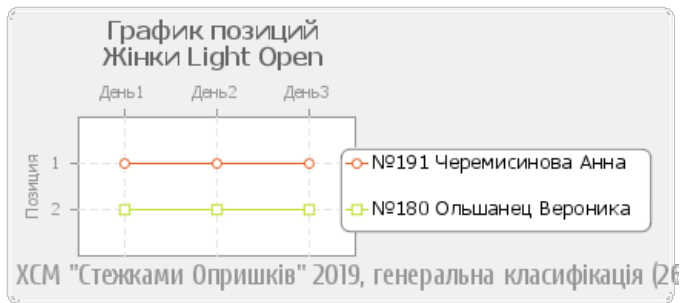 График позиций
Жінки Light Open
День1 День2 День3
Позиция
1
№191 Черемисинова Анна
2
№180 Ольшанец Вероника
ХСМ "Стежками Опришків" 2019, генеральна класифікація (26